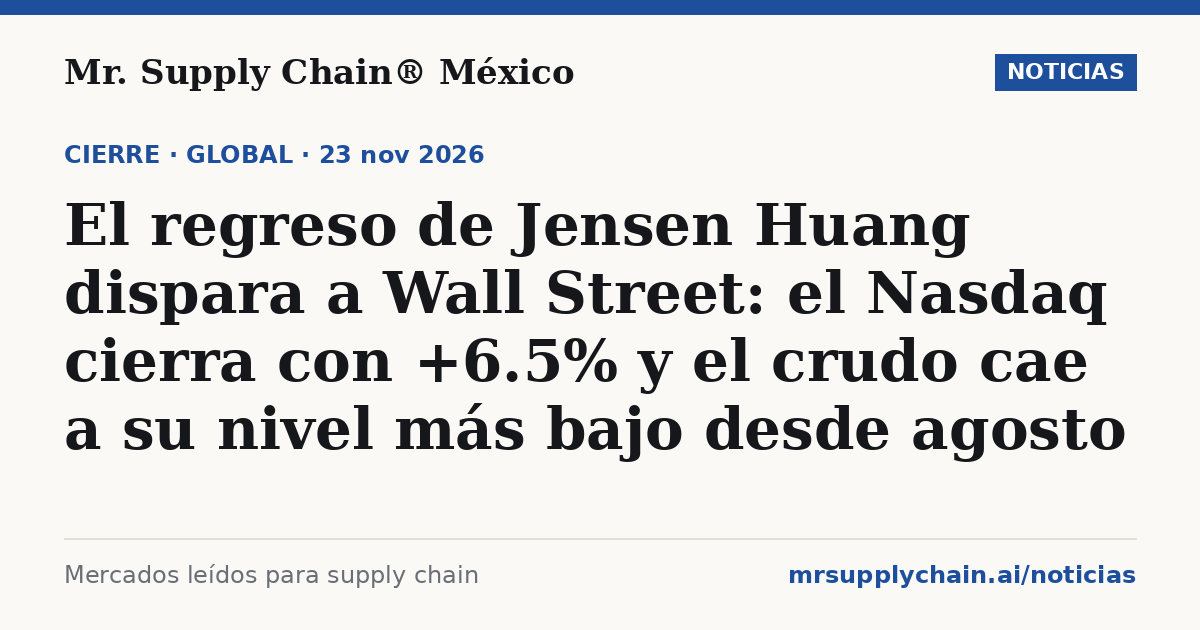 Mr. Supply Chain® México
NOTICIAS
CIERRE · GLOBAL · 23 nov 2026
El regreso de Jensen Huang
dispara a Wall Street: el Nasdaq
cierra con +6.5% y el crudo cae
a su nivel más bajo desde agosto
Mercados leídos para supply chain
mrsupplychain.ai/noticias